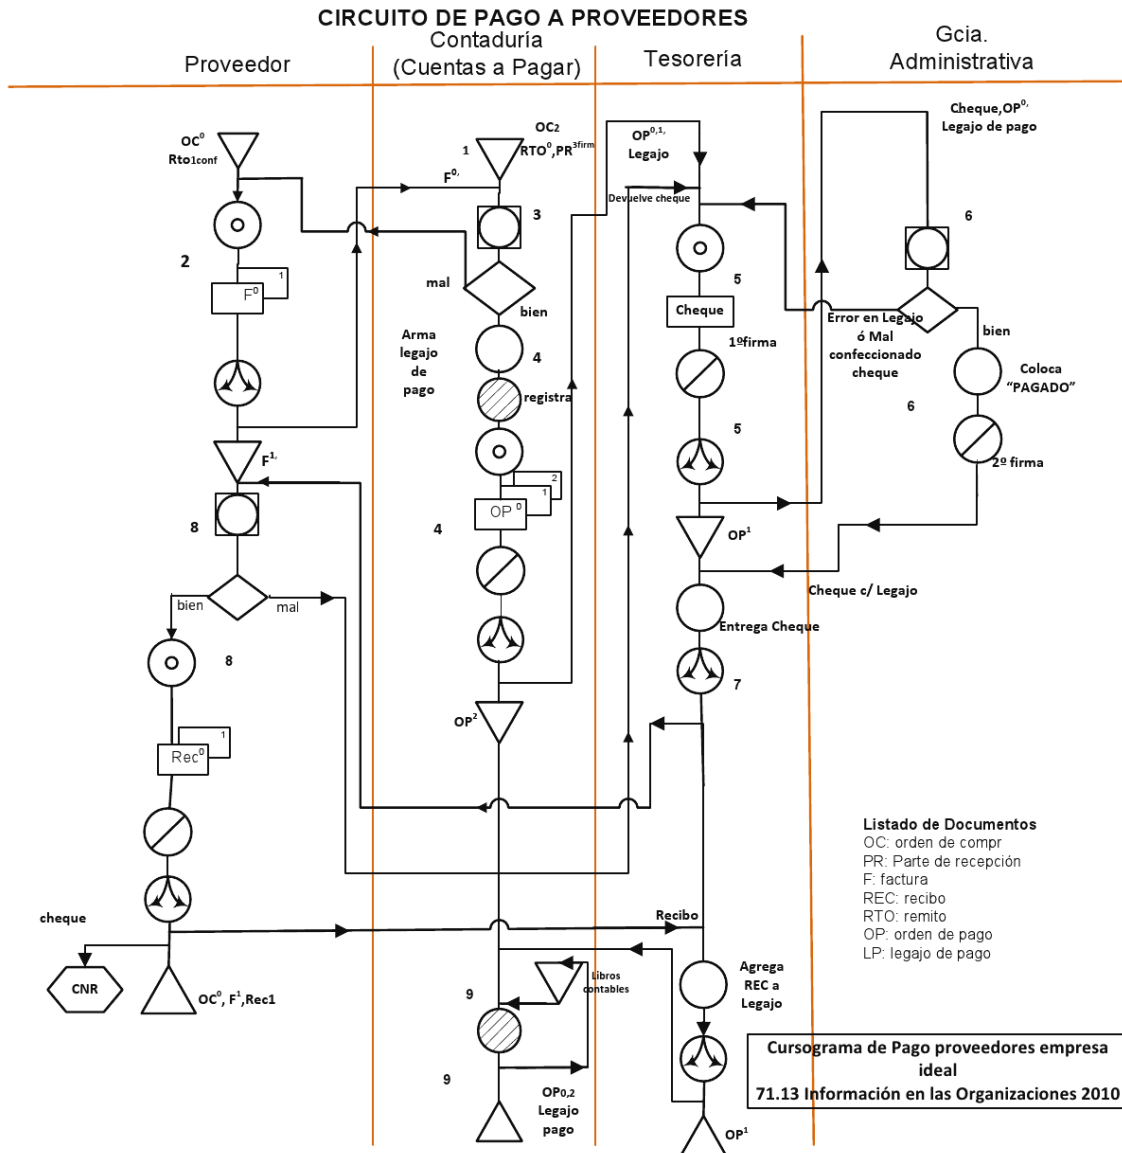 CIRCUITO DE PAGO A PROVEEDORES
Proveedor
Contaduría
(Cuentas a Pagar)
Tesorería
Gcia.
Administrativa
OC0
Rto1conf
1
OC2
RTO0,PR3firm
F0,
OP0,1,
Legajo
Devuelve cheque
Cheque,OP0,
Legajo de pago
2
3
6
F0
1
mal
bien
5
Cheque
1ºfirma
Error en Legajo
ó Mal
confeccionado
cheque
bien
Arma
legajo
de
pago
4
registra
Coloca
“PAGADO”
6
5
2º firma
F1,
8
4
OP 0
1
2
OP1
Cheque c/ Legajo
bien
mal
Entrega Cheque
8
7
OP2
Rec0
1
Listado de Documentos
OC: orden de compr
PR: Parte de recepción
F: factura
REC: recibo
RTO: remito
OP: orden de pago
LP: legajo de pago
cheque
Recibo
CNR
OC0, F1,Rec1
9
Libros
contables
Agrega
REC a
Legajo
9
OP0,2
Legajo
pago
OP1
Cursograma de Pago proveedores empresa
ideal
71.13 Información en las Organizaciones 2010